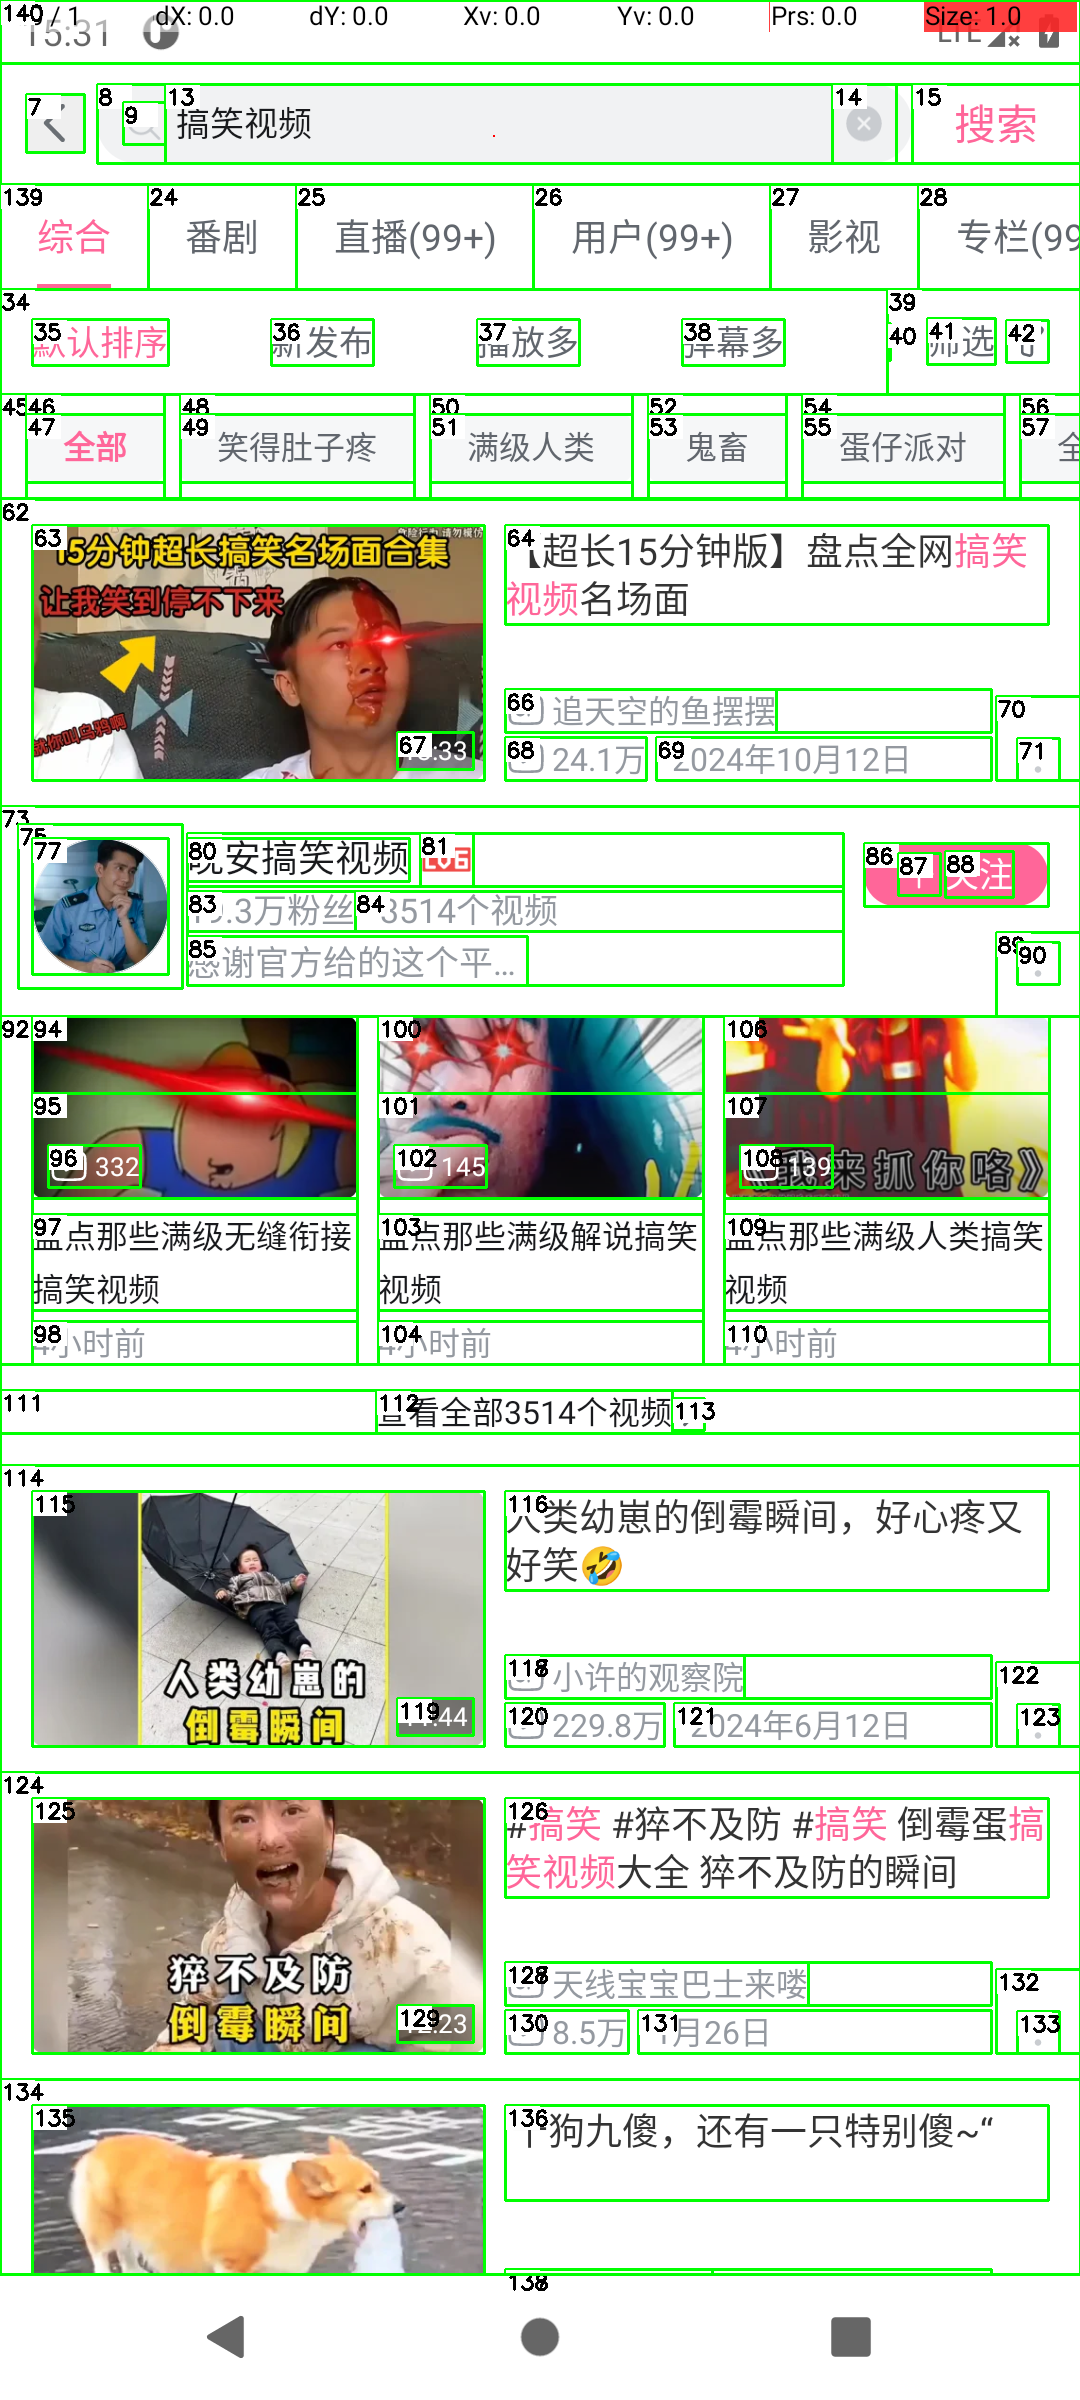 140 / 1 dX: 0.0 dY: 0.0 Xv: 0.0 Yv: 0.0 Prs: 0.0 Size: 1.0
15:31 LTE
7 8 9 13 搞笑视频 14 15 搜索
139 综合 24 番剧 25 直播(99+) 26 用户(99+) 27 影视 28 专栏(99
34 35 默认排序 36 新发布 37 播放多 38 弹幕多 39 40 41 筛选 42
45 46 48 50 52 54 56
47 全部 49 笑得肚子疼 51 满级人类 53 鬼畜 55 蛋仔派对 57 全
62
63 15分钟超长搞笑名场面合集
让我笑到停不下来
就你叫乌鸦啊
67 :33
64 【超长15分钟版】盘点全网搞笑
视频名场面
66 追天空的鱼摆摆
68 24.1万 69 2024年10月12日 70 71
73 75 77
80 晚安搞笑视频 81 LV6
83 .3万粉丝 84 3514个视频
85 感谢官方给的这个平...
86 87 88 关注
89 90
92 94 100 106
95 101 107
96 332 102 145 108 139 我来抓你咯》
97 盘点那些满级无缝衔接
搞笑视频
98 4小时前
103 盘点那些满级解说搞笑
视频
104 4小时前
109 盘点那些满级人类搞笑
视频
110 4小时前
111 112 查看全部3514个视频 113
114
115 人类幼崽的
倒霉瞬间
119 :44
116 人类幼崽的倒霉瞬间，好心疼又
好笑🤣
118 小许的观察院
120 229.8万 121 2024年6月12日 122 123
124
125 猝不及防
倒霉瞬间
129 :23
126 #搞笑 #猝不及防 #搞笑 倒霉蛋搞
笑视频大全 猝不及防的瞬间
128 天线宝宝巴士来喽
130 8.5万 131 月26日 132 133
134
135
136 十狗九傻，还有一只特别傻~“
138